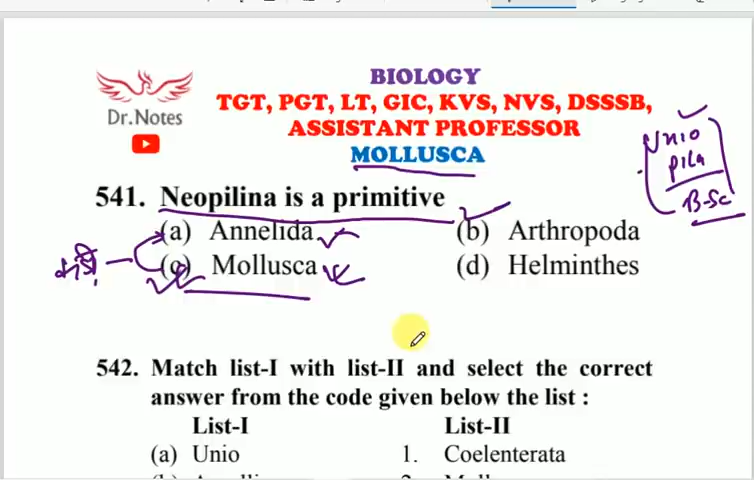 BIOLOGY
TGT, PGT, LT, GIC, KVS, NVS, DSSSB,
ASSISTANT PROFESSOR
MOLLUSCA
Dr.Notes
Unio
Pila
B-Sc
541. Neopilina is a primitive
(a) Annelida (b) Arthropoda
(c) Mollusca (d) Helminthes
542. Match list-I with list-II and select the correct
answer from the code given below the list :
List-I List-II
(a) Unio 1. Coelenterata